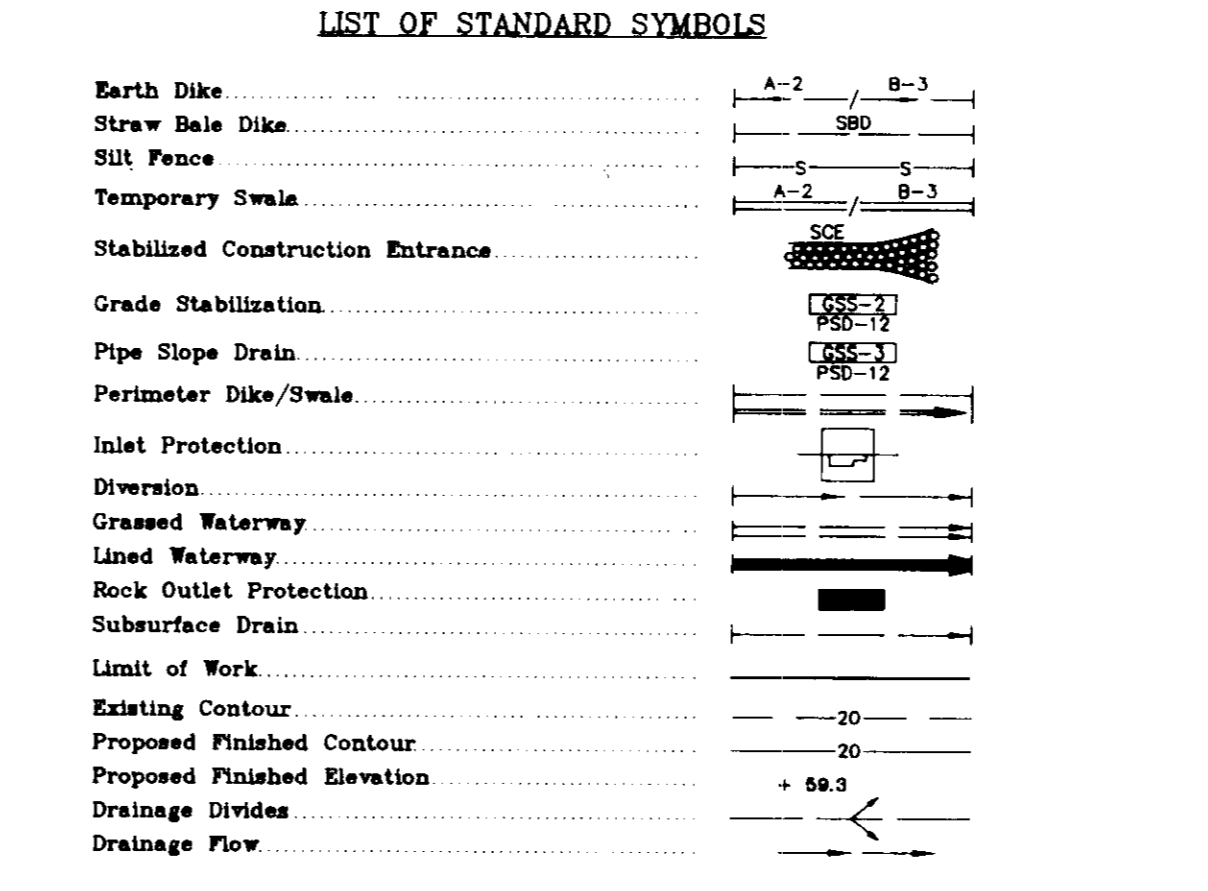 LIST OF STANDARD SYMBOLS
Earth Dike A-2 / B-3
Straw Bale Dike SBD
Silt Fence S S
Temporary Swale A-2 / B-3
Stabilized Construction Entrance SCE
Grade Stabilization GSS-2
PSD-12
Pipe Slope Drain GSS-3
PSD-12
Perimeter Dike/Swale
Inlet Protection
Diversion
Grassed Waterway
Lined Waterway
Rock Outlet Protection
Subsurface Drain
Limit of Work
Existing Contour 20
Proposed Finished Contour 20
Proposed Finished Elevation + 59.3
Drainage Divides
Drainage Flow